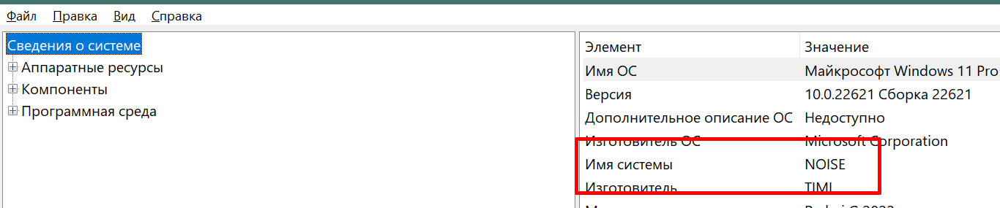 Файл Правка Вид Справка
Сведения о системе
Аппаратные ресурсы
Компоненты
Программная среда
Элемент Значение
Имя ОС Майкрософт Windows 11 Pro
Версия 10.0.22621 Сборка 22621
Дополнительное описание ОС Недоступно
Изготовитель ОС Microsoft Corporation
Имя системы NOISE
Изготовитель TIMI